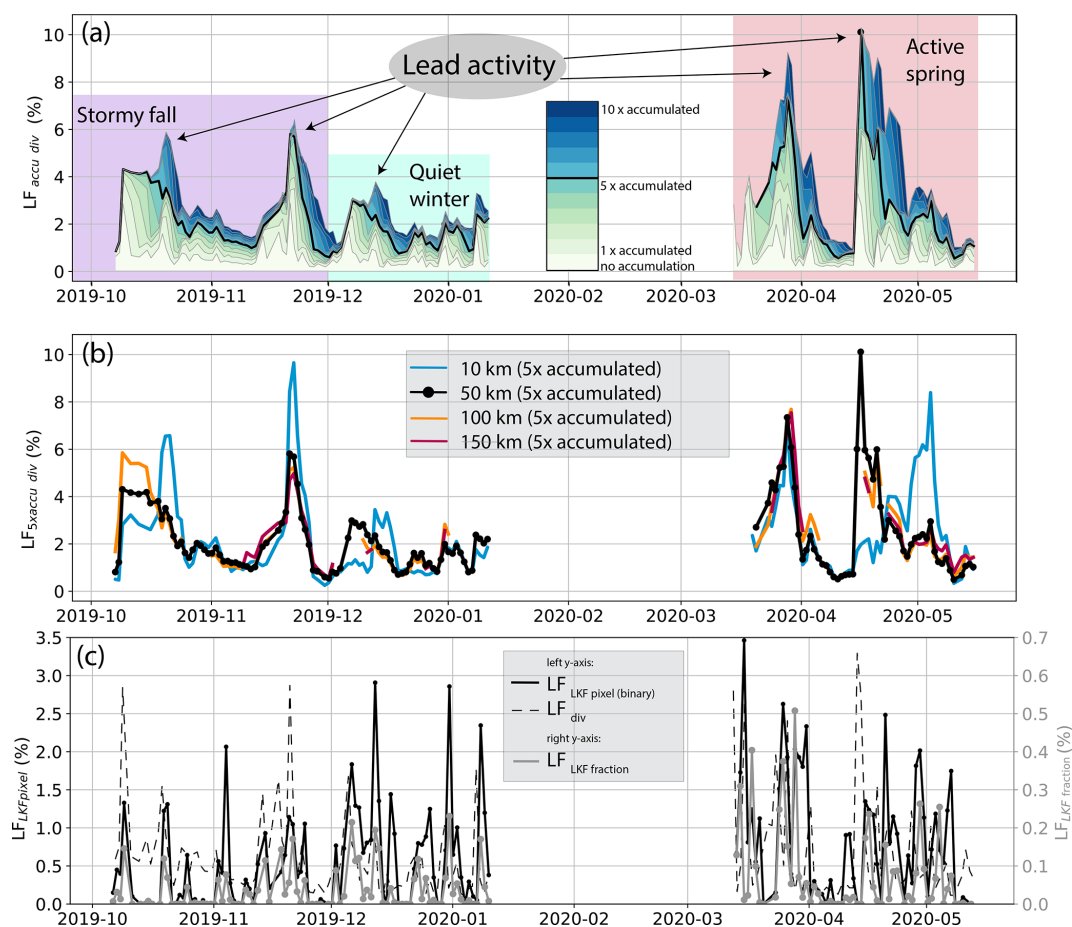 (a)
Lead activity
Stormy fall
Quiet
winter
Active
spring
10 x accumulated
5 x accumulated
1 x accumulated
no accumulation
LF accu div (%)
10
8
6
4
2
0
2019-10 2019-11 2019-12 2020-01 2020-02 2020-03 2020-04 2020-05
(b)
10 km (5x accumulated)
50 km (5x accumulated)
100 km (5x accumulated)
150 km (5x accumulated)
LF5xaccu div (%)
10
8
6
4
2
0
2019-10 2019-11 2019-12 2020-01 2020-02 2020-03 2020-04 2020-05
(c)
left y-axis:
LF LKF pixel (binary)
LF div
right y-axis:
LF LKF fraction
LFLKFpixel (%)
3.5
3.0
2.5
2.0
1.5
1.0
0.5
0.0
0.7
0.6
0.5
0.4
0.3
0.2
0.1
0.0
LFLKF fraction (%)
2019-10 2019-11 2019-12 2020-01 2020-02 2020-03 2020-04 2020-05